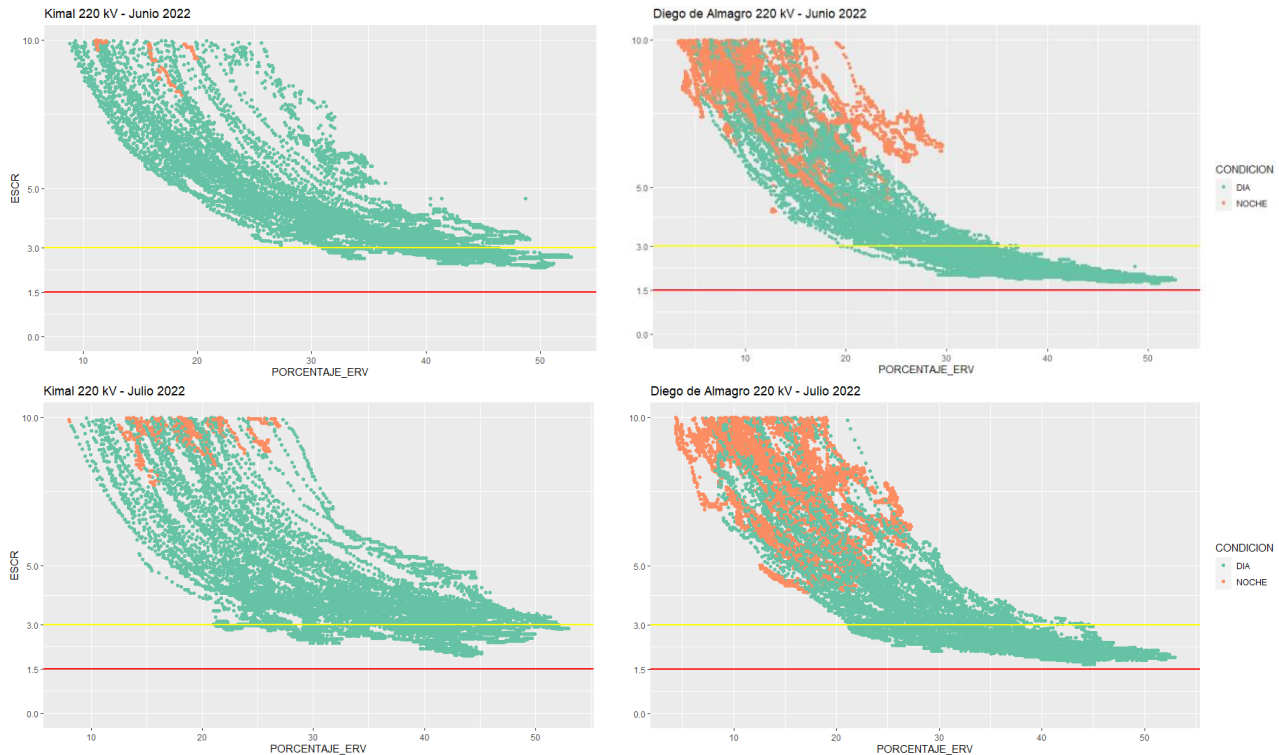 Kimal 220 kV - Junio 2022
10.0
5.0
3.0
1.5
0.0
ESCR
10
20
30
40
50
PORCENTAJE_ERV
Diego de Almagro 220 kV - Junio 2022
10.0
5.0
3.0
1.5
0.0
10
20
30
40
50
PORCENTAJE_ERV
CONDICION
DIA
NOCHE
Kimal 220 kV - Julio 2022
10.0
5.0
3.0
1.5
0.0
ESCR
10
20
30
40
50
PORCENTAJE_ERV
Diego de Almagro 220 kV - Julio 2022
10.0
5.0
3.0
1.5
0.0
10
20
30
40
50
PORCENTAJE_ERV
CONDICION
DIA
NOCHE